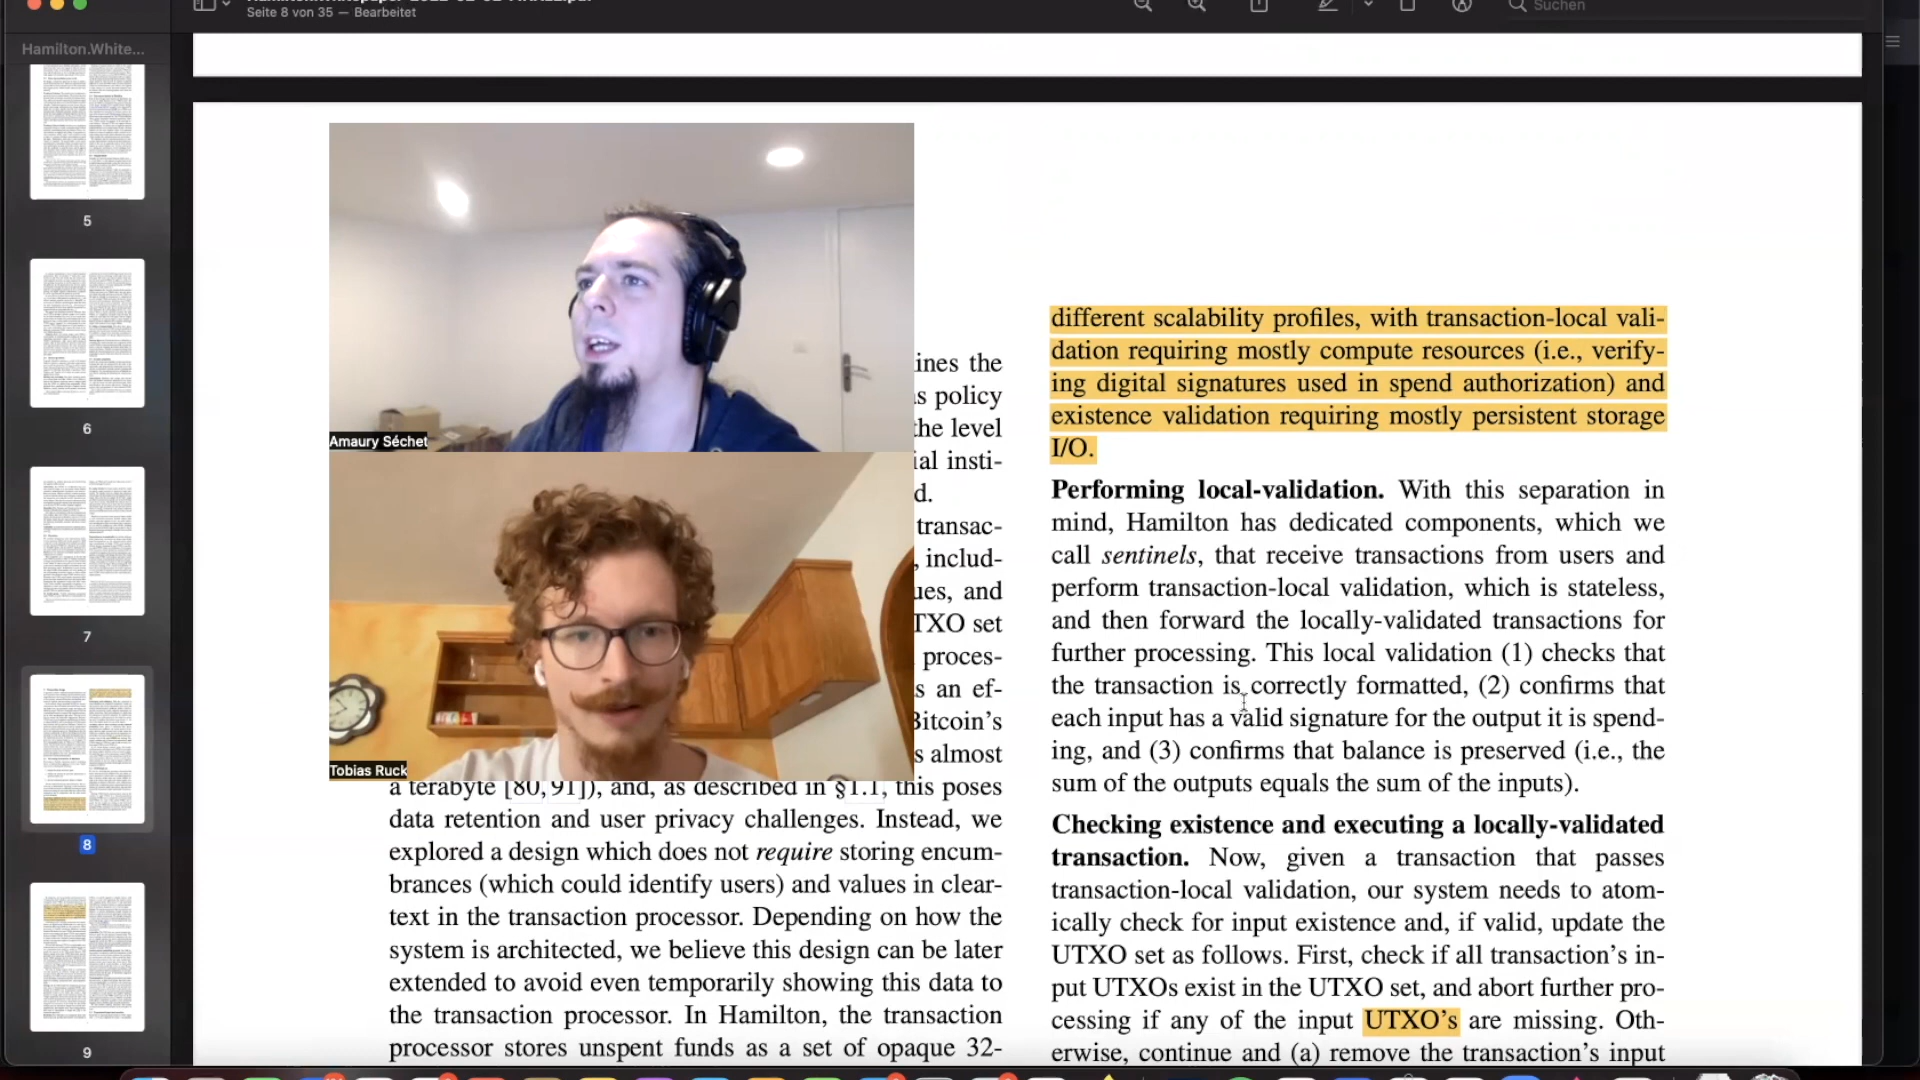 Seite 8 von 35 — Bearbeitet
Suchen
Hamilton.White...
5
6
7
8
9
Amaury Séchet
Tobias Ruck
ines the
s policy
the level
ial insti-
d.
transac-
, includ-
ues, and
TXO set
proces-
s an ef-
Bitcoin's
s almost
a terabyte [80, 91]), and, as described in §1.1, this poses
data retention and user privacy challenges. Instead, we
explored a design which does not require storing encum-
brances (which could identify users) and values in clear-
text in the transaction processor. Depending on how the
system is architected, we believe this design can be later
extended to avoid even temporarily showing this data to
the transaction processor. In Hamilton, the transaction
processor stores unspent funds as a set of opaque 32-
different scalability profiles, with transaction-local vali-
dation requiring mostly compute resources (i.e., verify-
ing digital signatures used in spend authorization) and
existence validation requiring mostly persistent storage
I/O.
Performing local-validation. With this separation in
mind, Hamilton has dedicated components, which we
call sentinels, that receive transactions from users and
perform transaction-local validation, which is stateless,
and then forward the locally-validated transactions for
further processing. This local validation (1) checks that
the transaction is correctly formatted, (2) confirms that
each input has a valid signature for the output it is spend-
ing, and (3) confirms that balance is preserved (i.e., the
sum of the outputs equals the sum of the inputs).
Checking existence and executing a locally-validated
transaction. Now, given a transaction that passes
transaction-local validation, our system needs to atom-
ically check for input existence and, if valid, update the
UTXO set as follows. First, check if all transaction's in-
put UTXOs exist in the UTXO set, and abort further pro-
cessing if any of the input UTXO's are missing. Oth-
erwise, continue and (a) remove the transaction's input